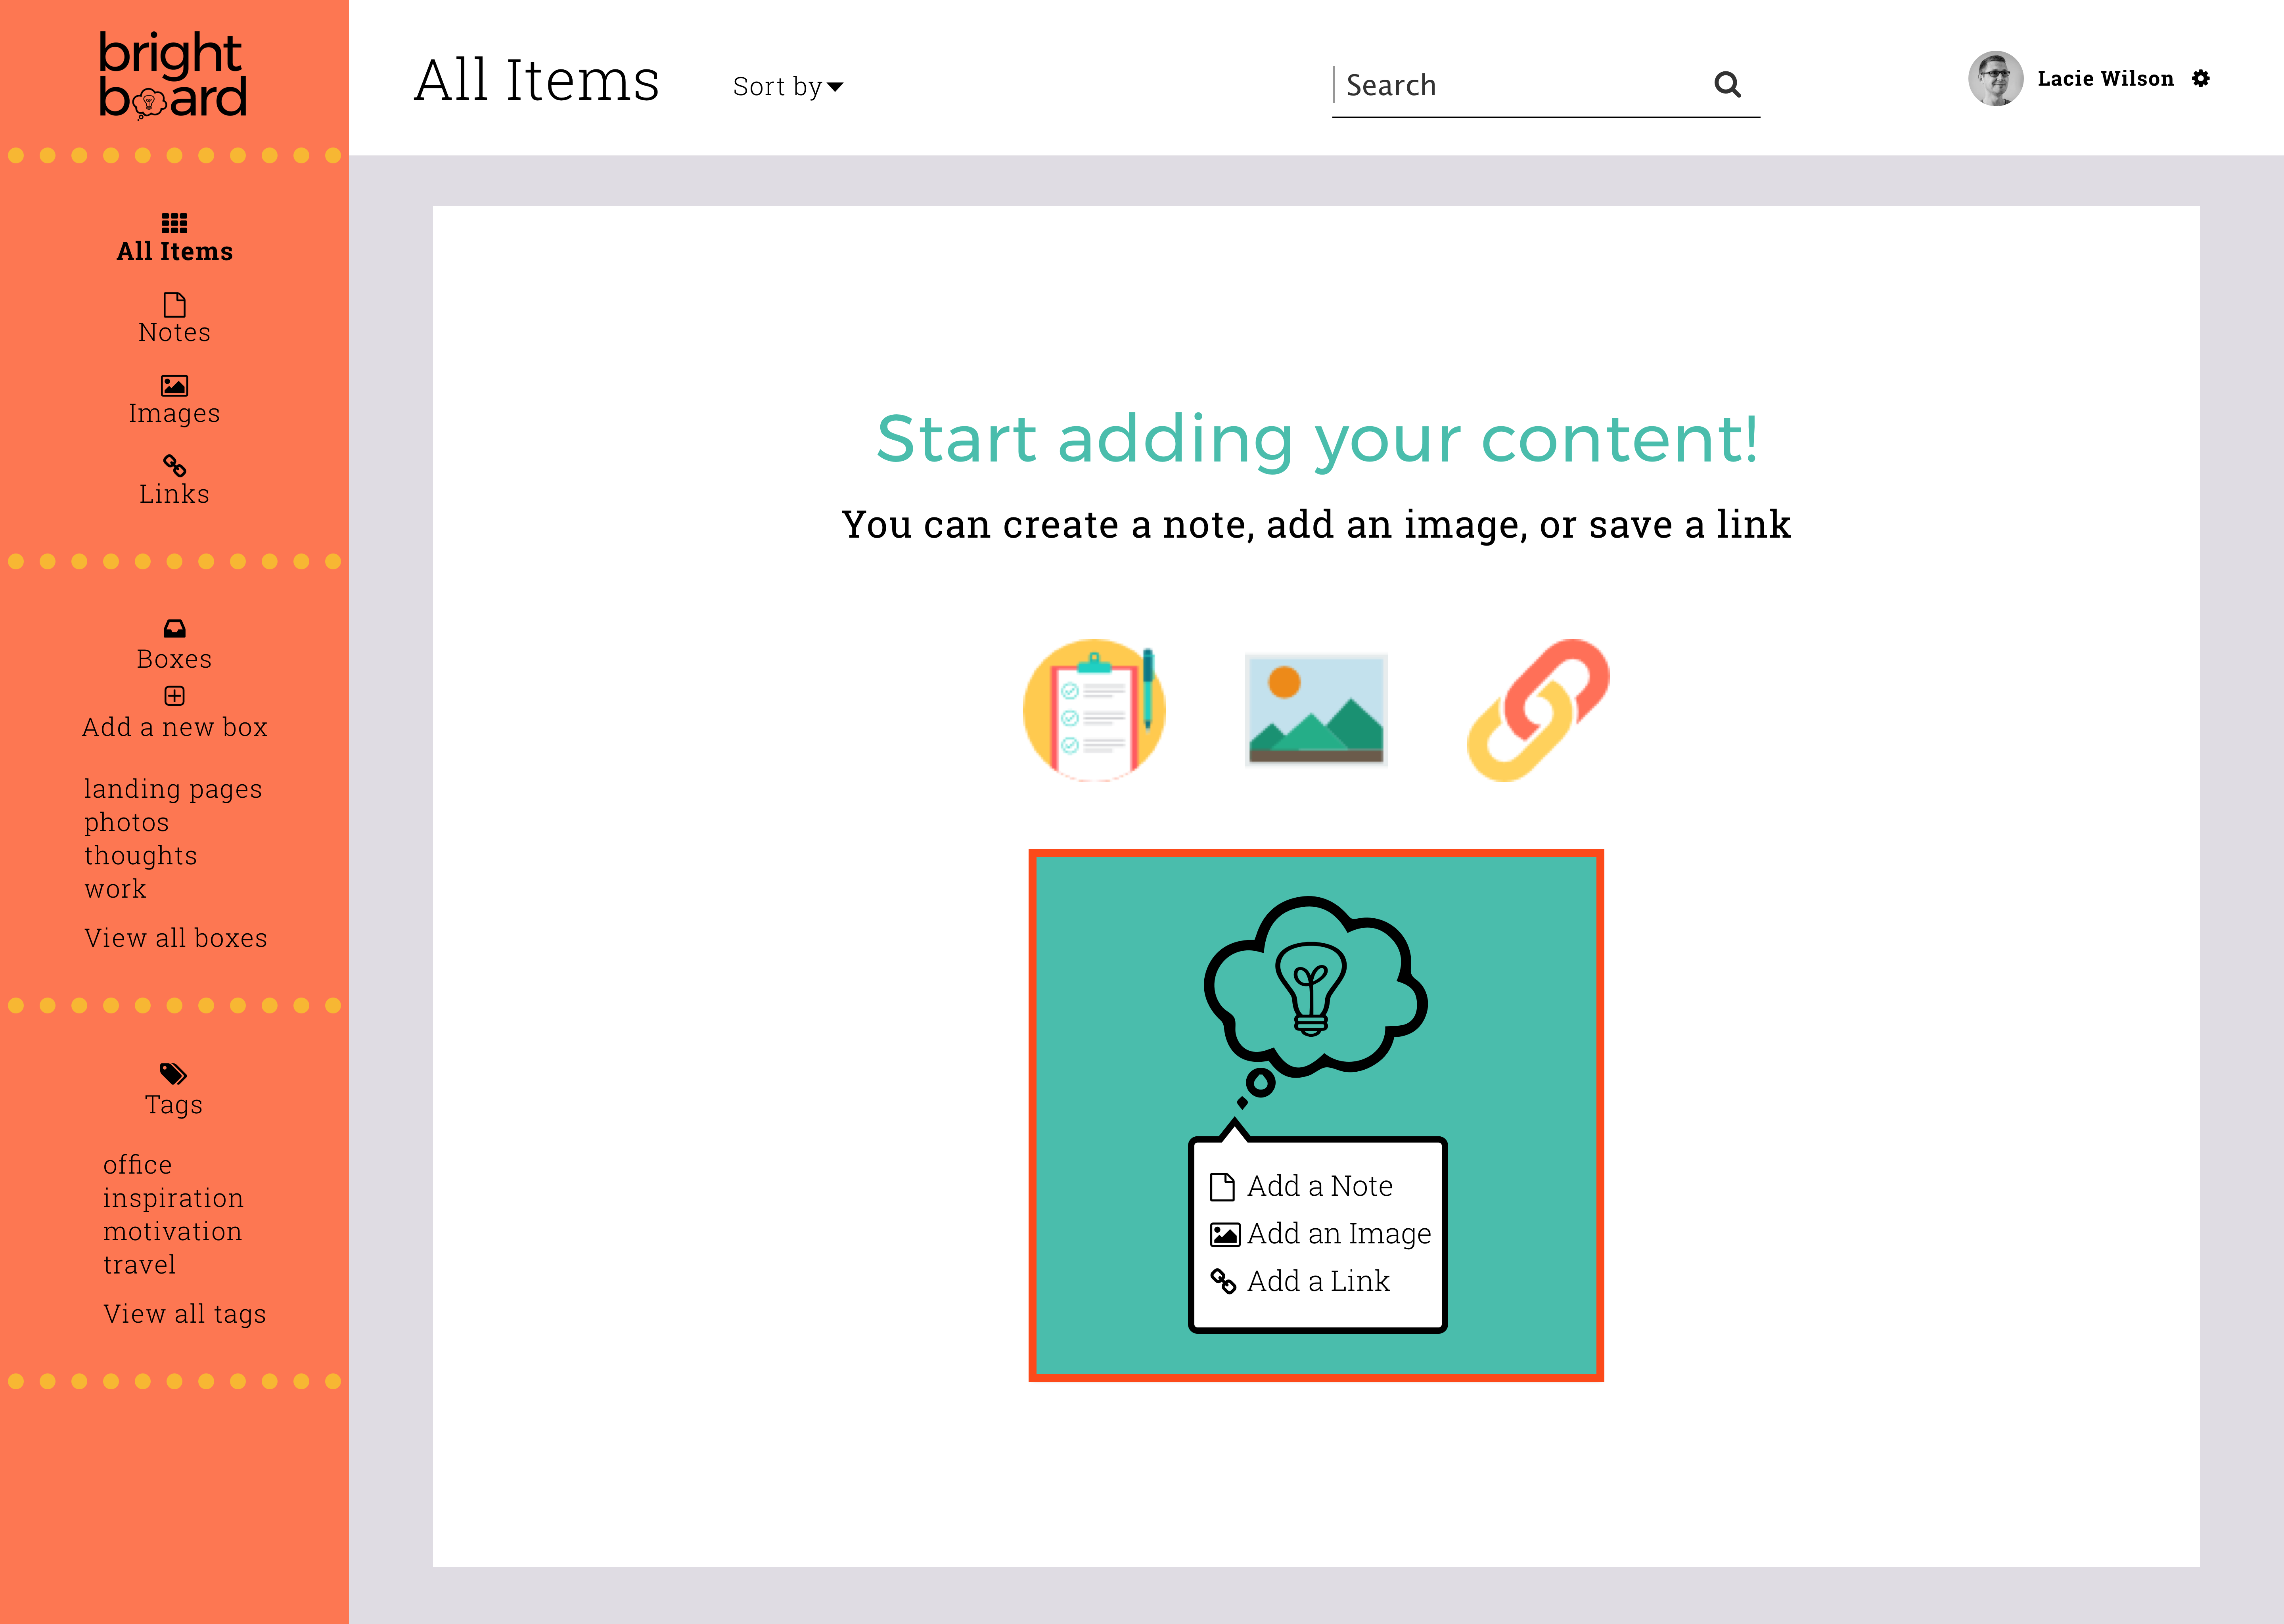 bright
board
All Items
Sort by
Search
Lacie Wilson
All Items
Notes
Images
Links
Boxes
Add a new box
landing pages
photos
thoughts
work
View all boxes
Tags
office
inspiration
motivation
travel
View all tags
Start adding your content!
You can create a note, add an image, or save a link
Add a Note
Add an Image
Add a Link